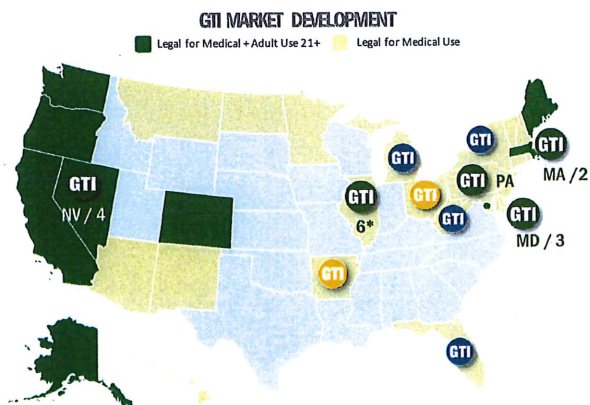 GTI MARKET DEVELOPMENT
Legal for Medical + Adult Use 21+
Legal for Medical Use
GTI
GTI
GTI
MA / 2
GTI
NV / 4
GTI
6*
GTI
GTI
PA
GTI
GTI
MD / 3
GTI
GTI